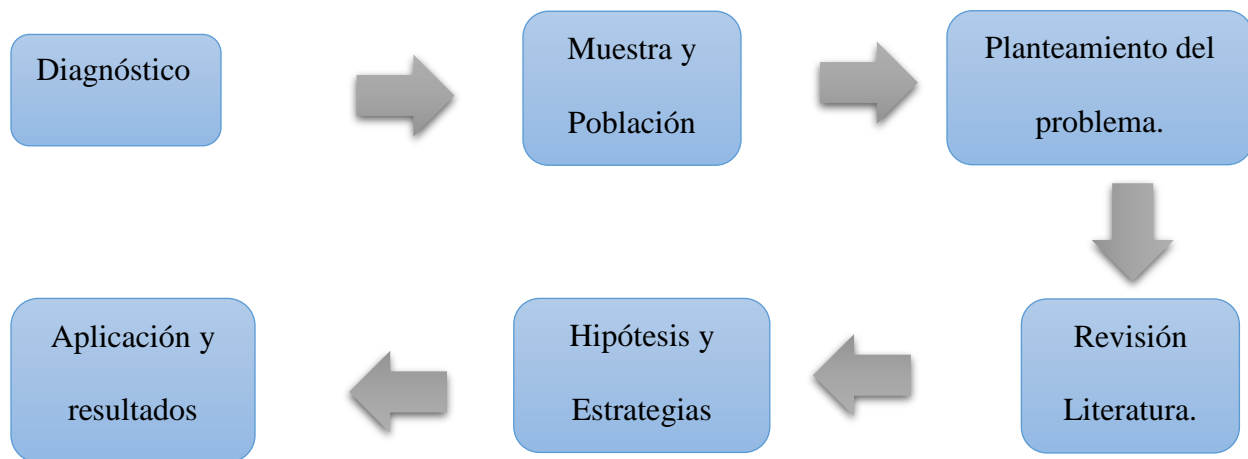 Diagnóstico
Muestra y
Población
Planteamiento del
problema.
Revisión
Literatura.
Hipótesis y
Estrategias
Aplicación y
resultados